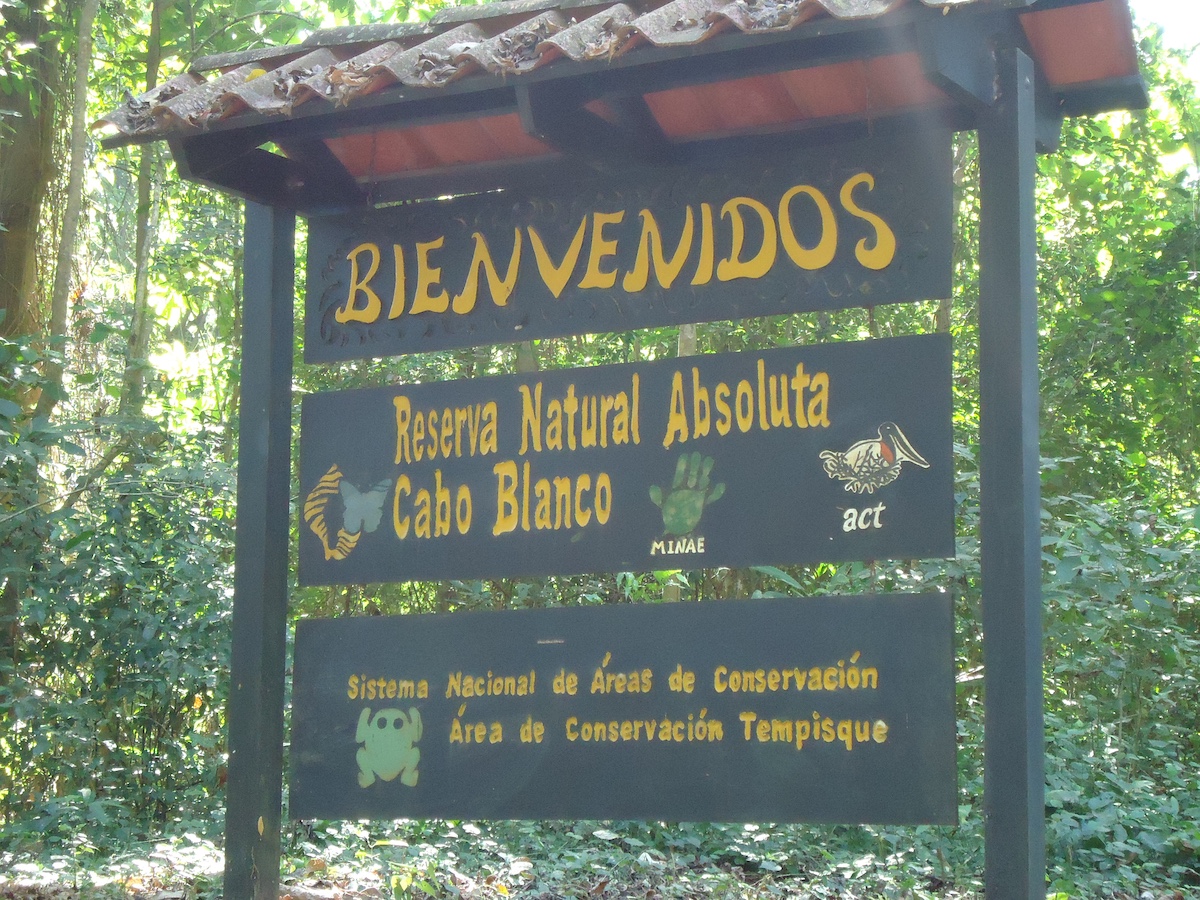 BIENVENIDOS
Reserva Natural Absoluta
Cabo Blanco
MINAE
act
Sistema Nacional de Áreas de Conservación
Área de Conservación Tempisque